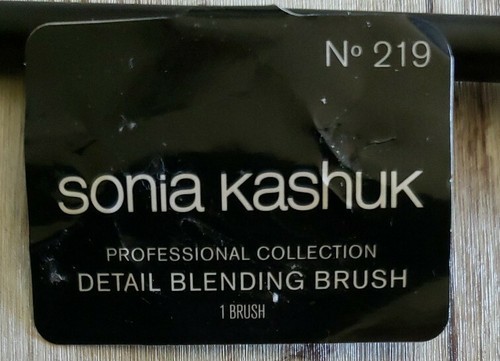 Nº 219
sonia kashuk
PROFESSIONAL COLLECTION
DETAIL BLENDING BRUSH
1 BRUSH